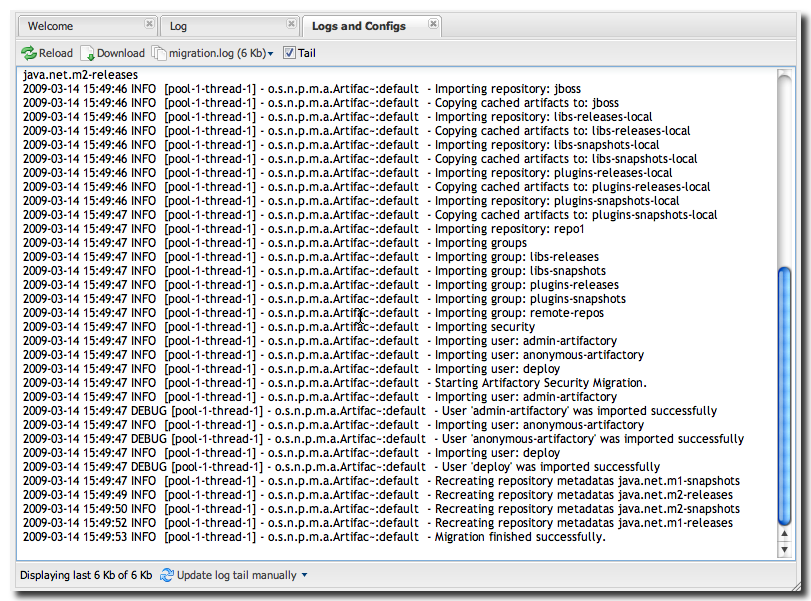 Welcome
Log
Logs and Configs
Reload Download migration.log (6 Kb) Tail
java.net.m2-releases
2009-03-14 15:49:46 INFO [pool-1-thread-1] - o.s.n.p.m.a.Artifac~:default - Importing repository: jboss
2009-03-14 15:49:46 INFO [pool-1-thread-1] - o.s.n.p.m.a.Artifac~:default - Copying cached artifacts to: jboss
2009-03-14 15:49:46 INFO [pool-1-thread-1] - o.s.n.p.m.a.Artifac~:default - Importing repository: libs-releases-local
2009-03-14 15:49:46 INFO [pool-1-thread-1] - o.s.n.p.m.a.Artifac~:default - Copying cached artifacts to: libs-releases-local
2009-03-14 15:49:46 INFO [pool-1-thread-1] - o.s.n.p.m.a.Artifac~:default - Importing repository: libs-snapshots-local
2009-03-14 15:49:46 INFO [pool-1-thread-1] - o.s.n.p.m.a.Artifac~:default - Copying cached artifacts to: libs-snapshots-local
2009-03-14 15:49:46 INFO [pool-1-thread-1] - o.s.n.p.m.a.Artifac~:default - Importing repository: plugins-releases-local
2009-03-14 15:49:46 INFO [pool-1-thread-1] - o.s.n.p.m.a.Artifac~:default - Copying cached artifacts to: plugins-releases-local
2009-03-14 15:49:46 INFO [pool-1-thread-1] - o.s.n.p.m.a.Artifac~:default - Importing repository: plugins-snapshots-local
2009-03-14 15:49:47 INFO [pool-1-thread-1] - o.s.n.p.m.a.Artifac~:default - Copying cached artifacts to: plugins-snapshots-local
2009-03-14 15:49:47 INFO [pool-1-thread-1] - o.s.n.p.m.a.Artifac~:default - Importing repository: repo1
2009-03-14 15:49:47 INFO [pool-1-thread-1] - o.s.n.p.m.a.Artifac~:default - Importing groups
2009-03-14 15:49:47 INFO [pool-1-thread-1] - o.s.n.p.m.a.Artifac~:default - Importing group: libs-releases
2009-03-14 15:49:47 INFO [pool-1-thread-1] - o.s.n.p.m.a.Artifac~:default - Importing group: libs-snapshots
2009-03-14 15:49:47 INFO [pool-1-thread-1] - o.s.n.p.m.a.Artifac~:default - Importing group: plugins-releases
2009-03-14 15:49:47 INFO [pool-1-thread-1] - o.s.n.p.m.a.Artifac~:default - Importing group: plugins-snapshots
2009-03-14 15:49:47 INFO [pool-1-thread-1] - o.s.n.p.m.a.Artifac~:default - Importing group: remote-repos
2009-03-14 15:49:47 INFO [pool-1-thread-1] - o.s.n.p.m.a.Artifac~:default - Importing security
2009-03-14 15:49:47 INFO [pool-1-thread-1] - o.s.n.p.m.a.Artifac~:default - Importing user: admin-artifactory
2009-03-14 15:49:47 INFO [pool-1-thread-1] - o.s.n.p.m.a.Artifac~:default - Importing user: anonymous-artifactory
2009-03-14 15:49:47 INFO [pool-1-thread-1] - o.s.n.p.m.a.Artifac~:default - Importing user: deploy
2009-03-14 15:49:47 INFO [pool-1-thread-1] - o.s.n.p.m.a.Artifac~:default - Starting Artifactory Security Migration.
2009-03-14 15:49:47 INFO [pool-1-thread-1] - o.s.n.p.m.a.Artifac~:default - Importing user: admin-artifactory
2009-03-14 15:49:47 DEBUG [pool-1-thread-1] - o.s.n.p.m.a.Artifac~:default - User 'admin-artifactory' was imported successfully
2009-03-14 15:49:47 INFO [pool-1-thread-1] - o.s.n.p.m.a.Artifac~:default - Importing user: anonymous-artifactory
2009-03-14 15:49:47 DEBUG [pool-1-thread-1] - o.s.n.p.m.a.Artifac~:default - User 'anonymous-artifactory' was imported successfully
2009-03-14 15:49:47 INFO [pool-1-thread-1] - o.s.n.p.m.a.Artifac~:default - Importing user: deploy
2009-03-14 15:49:47 DEBUG [pool-1-thread-1] - o.s.n.p.m.a.Artifac~:default - User 'deploy' was imported successfully
2009-03-14 15:49:47 INFO [pool-1-thread-1] - o.s.n.p.m.a.Artifac~:default - Recreating repository metadatas java.net.m1-snapshots
2009-03-14 15:49:49 INFO [pool-1-thread-1] - o.s.n.p.m.a.Artifac~:default - Recreating repository metadatas java.net.m2-releases
2009-03-14 15:49:50 INFO [pool-1-thread-1] - o.s.n.p.m.a.Artifac~:default - Recreating repository metadatas java.net.m2-snapshots
2009-03-14 15:49:52 INFO [pool-1-thread-1] - o.s.n.p.m.a.Artifac~:default - Recreating repository metadatas java.net.m1-releases
2009-03-14 15:49:53 INFO [pool-1-thread-1] - o.s.n.p.m.a.Artifac~:default - Migration finished successfully.
Displaying last 6 Kb of 6 Kb Update log tail manually